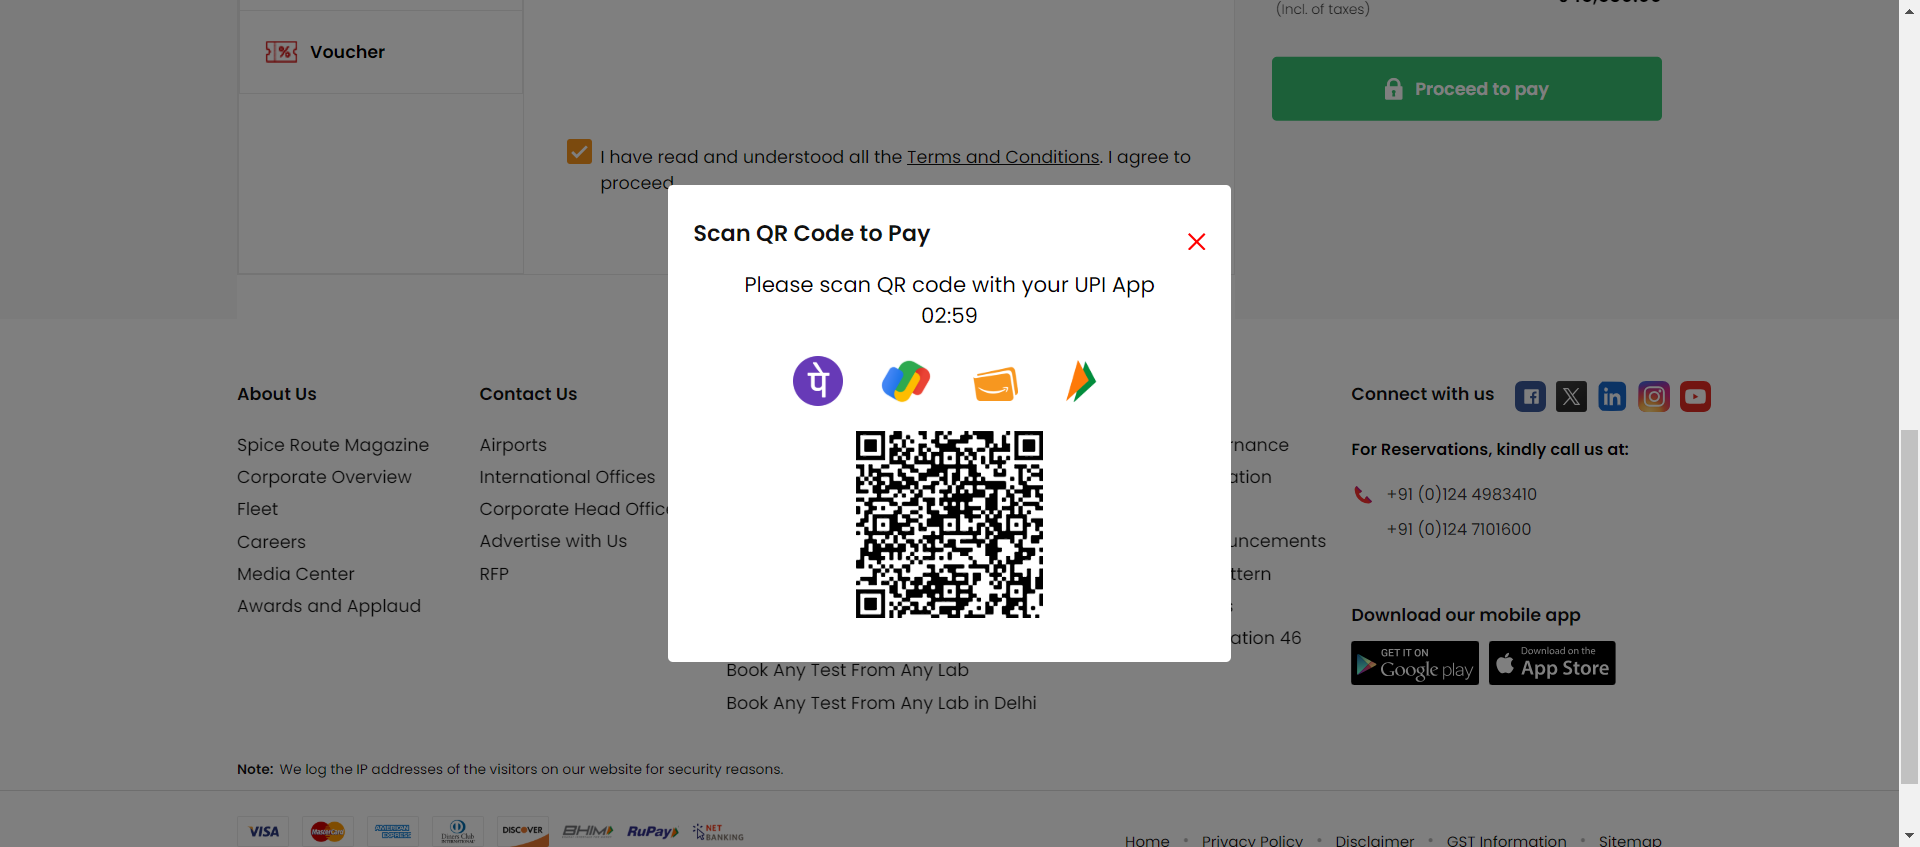 (Incl. of taxes)
Voucher
Proceed to pay
I have read and understood all the Terms and Conditions. I agree to
proceed
Scan QR Code to Pay
Please scan QR code with your UPI App
02:59
पे
About Us
Spice Route Magazine
Corporate Overview
Fleet
Careers
Media Center
Awards and Applaud
Contact Us
Airports
International Offices
Corporate Head Offic
Advertise with Us
RFP
Book Any Test From Any Lab
Book Any Test From Any Lab in Delhi
rnance
ation
uncements
ttern
ation 46
Connect with us
For Reservations, kindly call us at:
+91 (0)124 4983410
+91 (0)124 7101600
Download our mobile app
GET IT ON
Google play
Download on the
App Store
Note: We log the IP addresses of the visitors on our website for security reasons.
VISA
MasterCard
AMERICAN EXPRESS
Diners Club
INTERNATIONAL
DISCOVER
BHIM
RuPay
NET
BANKING
Home • Privacy Policy • Disclaimer • GST Information • Sitemap